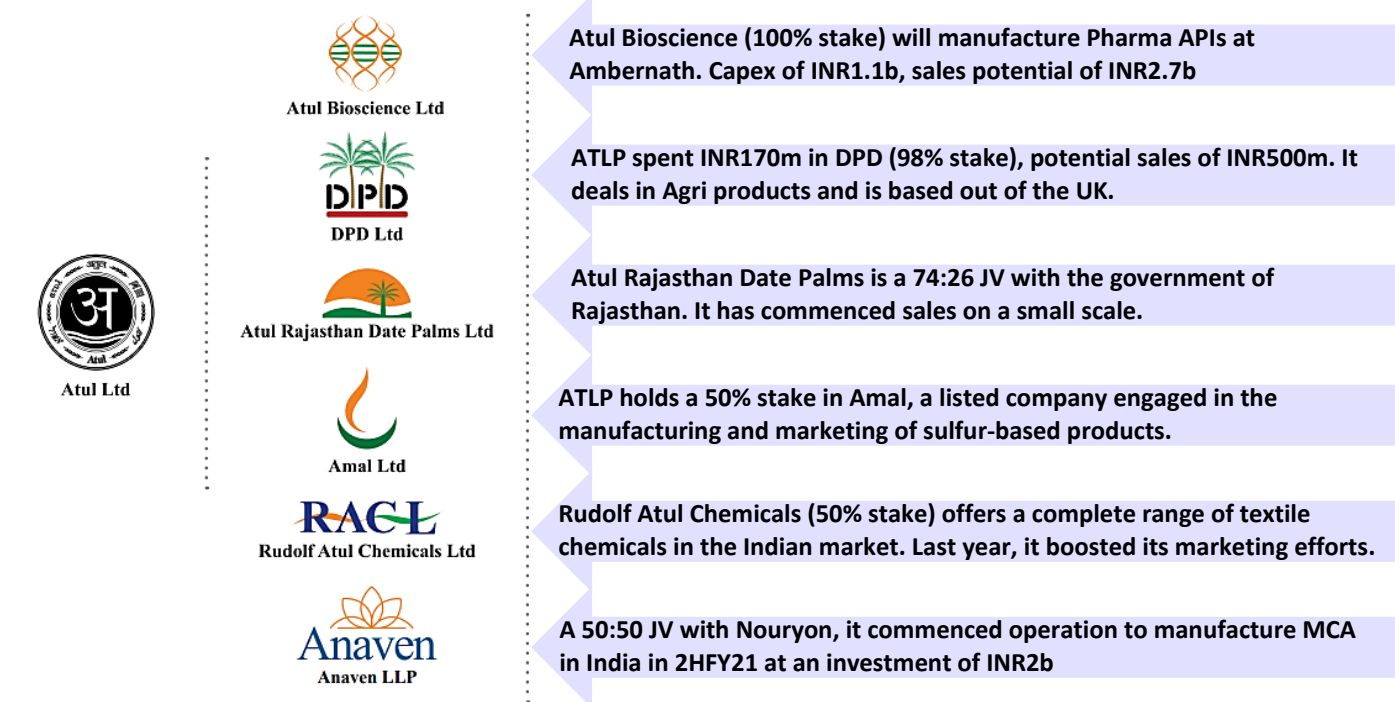 Atul Bioscience Ltd
Atul Bioscience (100% stake) will manufacture Pharma APIs at
Ambernath. Capex of INR1.1b, sales potential of INR2.7b
DPD
DPD Ltd
ATLP spent INR170m in DPD (98% stake), potential sales of INR500m. It
deals in Agri products and is based out of the UK.
अतुल
अ
Atul
Atul Ltd
Atul Rajasthan Date Palms Ltd
Atul Rajasthan Date Palms is a 74:26 JV with the government of
Rajasthan. It has commenced sales on a small scale.
Amal Ltd
ATLP holds a 50% stake in Amal, a listed company engaged in the
manufacturing and marketing of sulfur-based products.
RACL
Rudolf Atul Chemicals Ltd
Rudolf Atul Chemicals (50% stake) offers a complete range of textile
chemicals in the Indian market. Last year, it boosted its marketing efforts.
Anaven
Anaven LLP
A 50:50 JV with Nouryon, it commenced operation to manufacture MCA
in India in 2HFY21 at an investment of INR2b